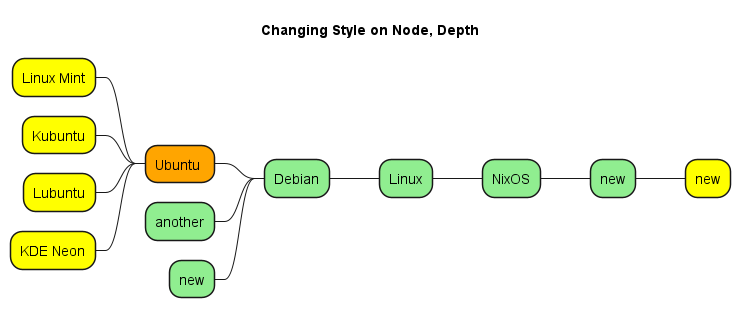 Changing Style on Node, Depth
Linux Mint
Kubuntu
Lubuntu
KDE Neon
Ubuntu
another
new
Debian
Linux
NixOS
new
new